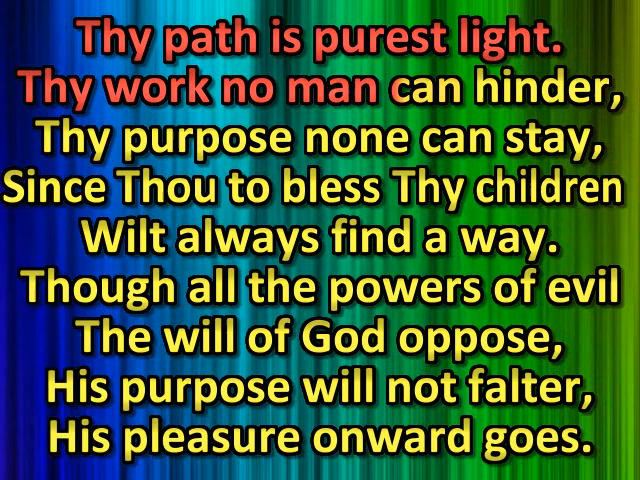 Thy path is purest light.
Thy work no man can hinder,
Thy purpose none can stay,
Since Thou to bless Thy children
Wilt always find a way.
Though all the powers of evil
The will of God oppose,
His purpose will not falter,
His pleasure onward goes.